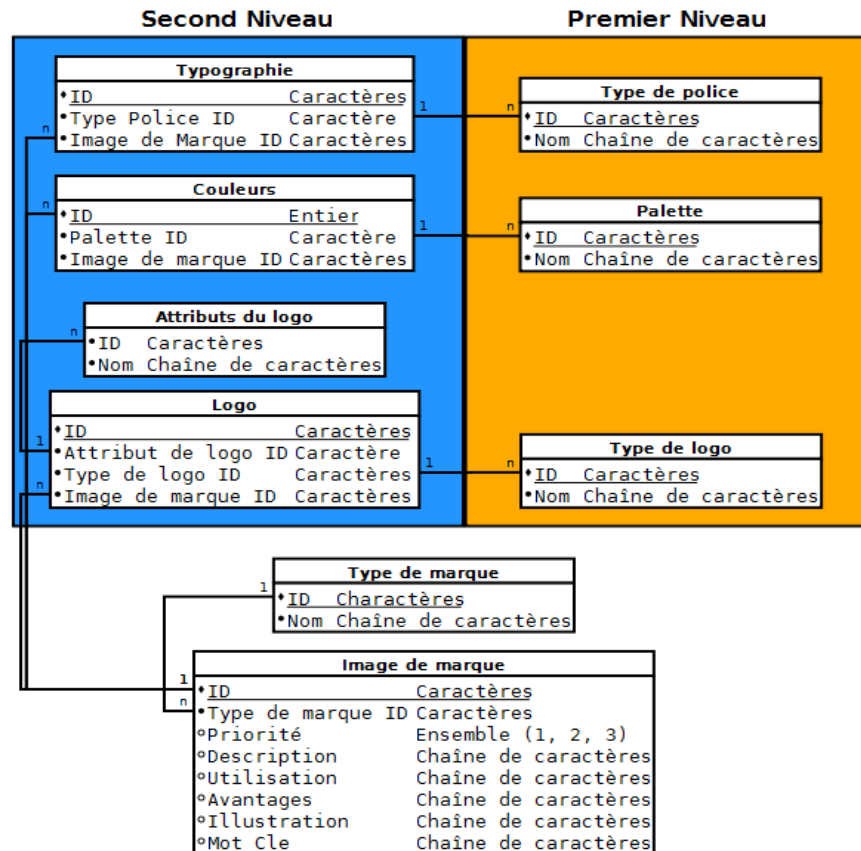 Second Niveau
Premier Niveau
Typographie
ID Caractères
Type Police ID Caractère
Image de Marque ID Caractères
1
n
n
Type de police
ID Caractères
Nom Chaîne de caractères
Couleurs
ID Entier
Palette ID Caractère
Image de marque ID Caractères
n
1
n
Palette
ID Caractères
Nom Chaîne de caractères
Attributs du logo
ID Caractères
Nom Chaîne de caractères
n
Logo
ID Caractères
Attribut de logo ID Caractère
Type de logo ID Caractères
Image de marque ID Caractères
1
n
1
n
Type de logo
ID Caractères
Nom Chaîne de caractères
Type de marque
ID Charactères
Nom Chaîne de caractères
1
Image de marque
ID Caractères
Type de marque ID Caractères
Priorité Ensemble (1, 2, 3)
Description Chaîne de caractères
Utilisation Chaîne de caractères
Avantages Chaîne de caractères
Illustration Chaîne de caractères
Mot Cle Chaîne de caractères
1
n